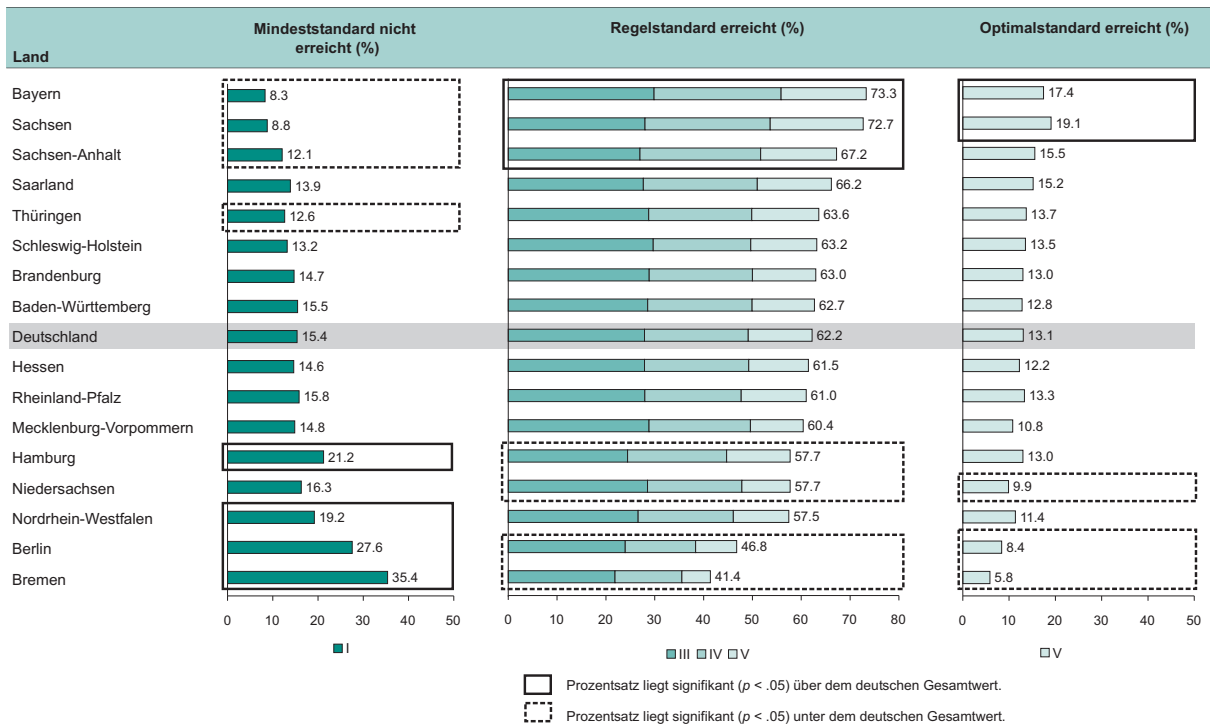 Land
Mindeststandard nicht
erreicht (%)
Regelstandard erreicht (%)
Optimalstandard erreicht (%)
Bayern 8.3 73.3 17.4
Sachsen 8.8 72.7 19.1
Sachsen-Anhalt 12.1 67.2 15.5
Saarland 13.9 66.2 15.2
Thüringen 12.6 63.6 13.7
Schleswig-Holstein 13.2 63.2 13.5
Brandenburg 14.7 63.0 13.0
Baden-Württemberg 15.5 62.7 12.8
Deutschland 15.4 62.2 13.1
Hessen 14.6 61.5 12.2
Rheinland-Pfalz 15.8 61.0 13.3
Mecklenburg-Vorpommern 14.8 60.4 10.8
Hamburg 21.2 57.7 13.0
Niedersachsen 16.3 57.7 9.9
Nordrhein-Westfalen 19.2 57.5 11.4
Berlin 27.6 46.8 8.4
Bremen 35.4 41.4 5.8
0 10 20 30 40 50 0 10 20 30 40 50 60 70 80 0 10 20 30 40 50
I III IV V V
Prozentsatz liegt signifikant (p < .05) über dem deutschen Gesamtwert.
Prozentsatz liegt signifikant (p < .05) unter dem deutschen Gesamtwert.